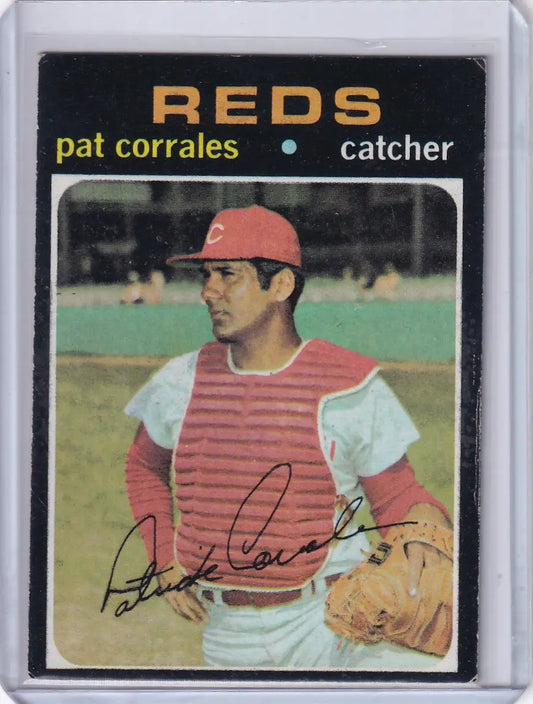 REDS
pat corrales • catcher
C
Patrick Corrales